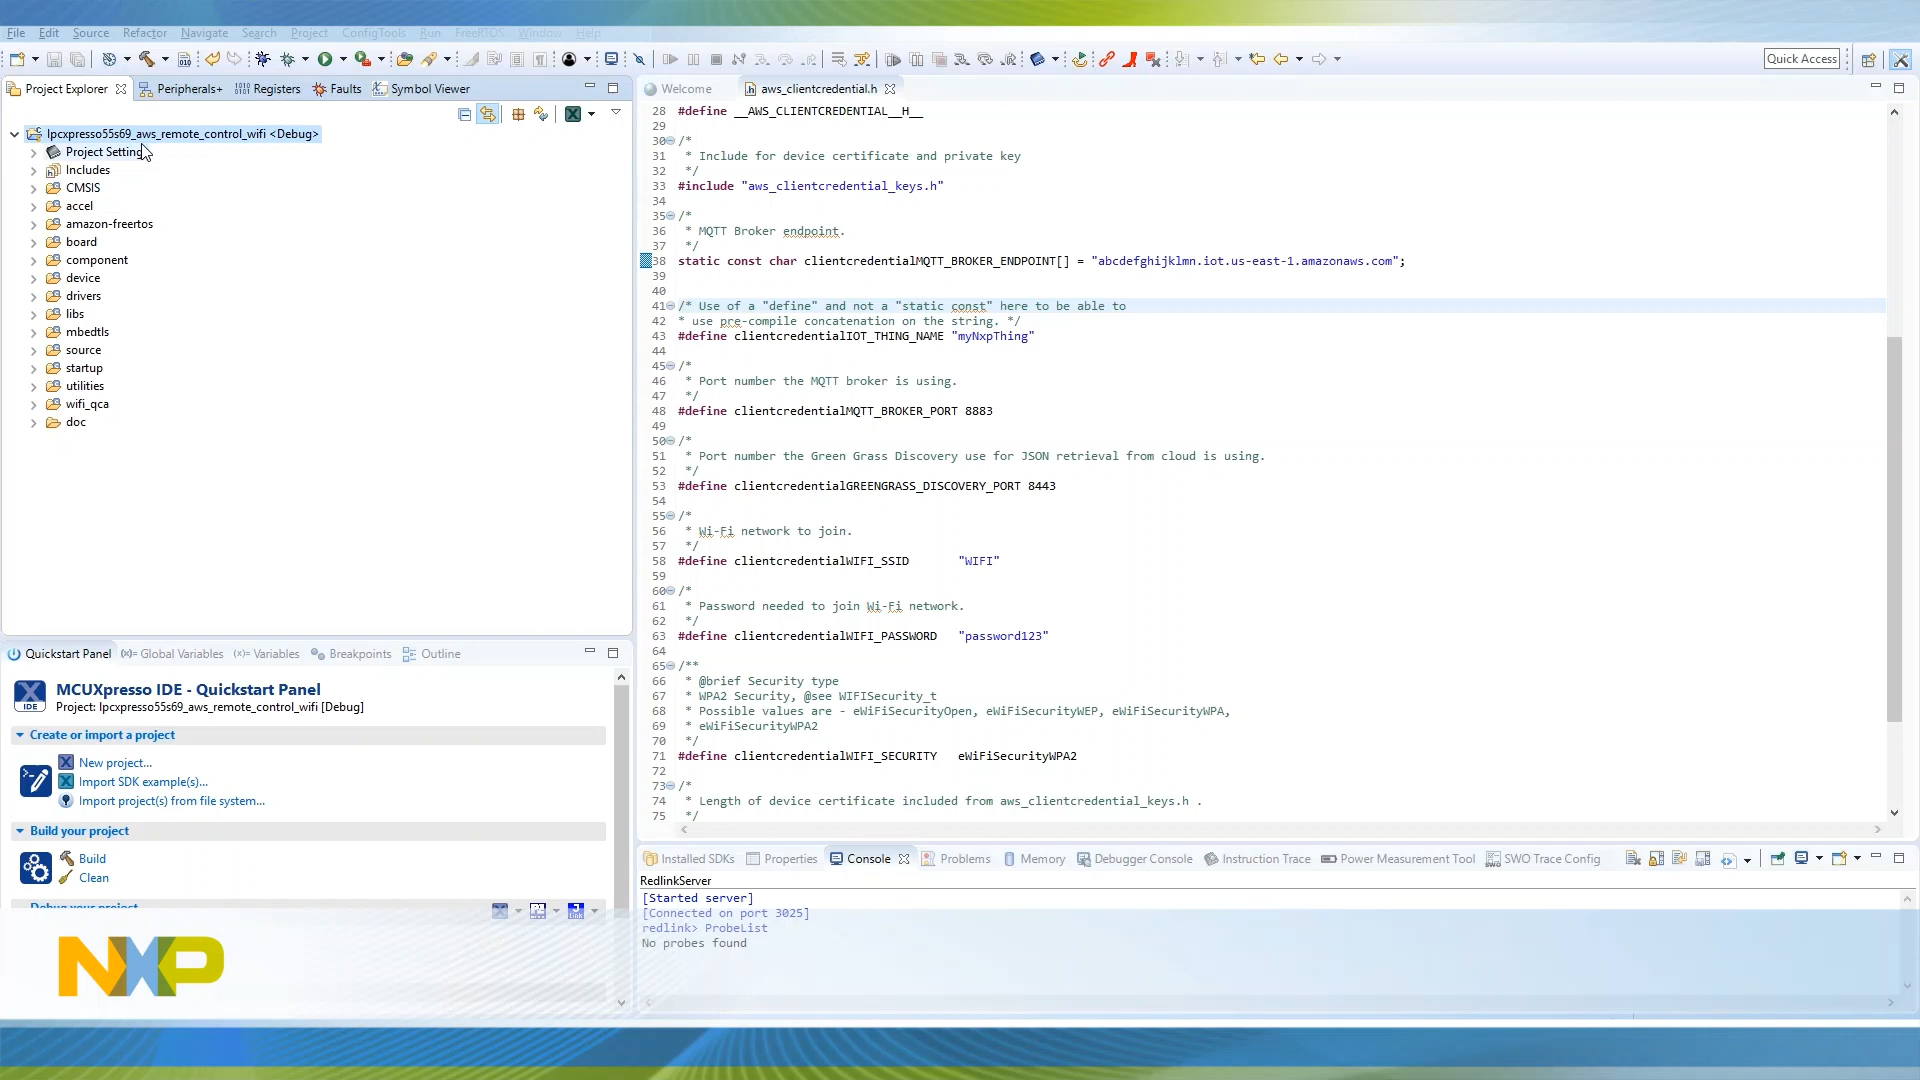 File Edit Source Refactor Navigate Search Project ConfigTools Run FreeRTOS Window Help
Quick Access
Project Explorer Peripherals+ Registers Faults Symbol Viewer
Welcome aws_clientcredential.h
lpcxpresso55s69_aws_remote_control_wifi <Debug>
Project Setting
Includes
CMSIS
accel
amazon-freertos
board
component
device
drivers
libs
mbedtls
source
startup
utilities
wifi_qca
doc
28 #define __AWS_CLIENTCREDENTIAL__H__
29
30 /*
31 * Include for device certificate and private key
32 */
33 #include "aws_clientcredential_keys.h"
34
35 /*
36 * MQTT Broker endpoint.
37 */
38 static const char clientcredentialMQTT_BROKER_ENDPOINT[] = "abcdefghijklmn.iot.us-east-1.amazonaws.com";
39
40
41 /* Use of a "define" and not a "static const" here to be able to
42 * use pre-compile concatenation on the string. */
43 #define clientcredentialIOT_THING_NAME "myNxpThing"
44
45 /*
46 * Port number the MQTT broker is using.
47 */
48 #define clientcredentialMQTT_BROKER_PORT 8883
49
50 /*
51 * Port number the Green Grass Discovery use for JSON retrieval from cloud is using.
52 */
53 #define clientcredentialGREENGRASS_DISCOVERY_PORT 8443
54
55 /*
56 * Wi-Fi network to join.
57 */
58 #define clientcredentialWIFI_SSID "WIFI"
59
60 /*
61 * Password needed to join Wi-Fi network.
62 */
63 #define clientcredentialWIFI_PASSWORD "password123"
64
65 /**
66 * @brief Security type
67 * WPA2 Security, @see WIFISecurity_t
68 * Possible values are - eWiFiSecurityOpen, eWiFiSecurityWEP, eWiFiSecurityWPA,
69 * eWiFiSecurityWPA2
70 */
71 #define clientcredentialWIFI_SECURITY eWiFiSecurityWPA2
72
73 /*
74 * Length of device certificate included from aws_clientcredential_keys.h .
75 */
Quickstart Panel (x)= Global Variables (x)= Variables Breakpoints Outline
MCUXpresso IDE - Quickstart Panel
Project: lpcxpresso55s69_aws_remote_control_wifi [Debug]
IDE
Create or import a project
New project...
Import SDK example(s)...
Import project(s) from file system...
Build your project
Build
Clean
Debug your project
Installed SDKs Properties Console Problems Memory Debugger Console Instruction Trace Power Measurement Tool SWO Trace Config
RedlinkServer
[Started server]
[Connected on port 3025]
redlink> ProbeList
No probes found
NXP